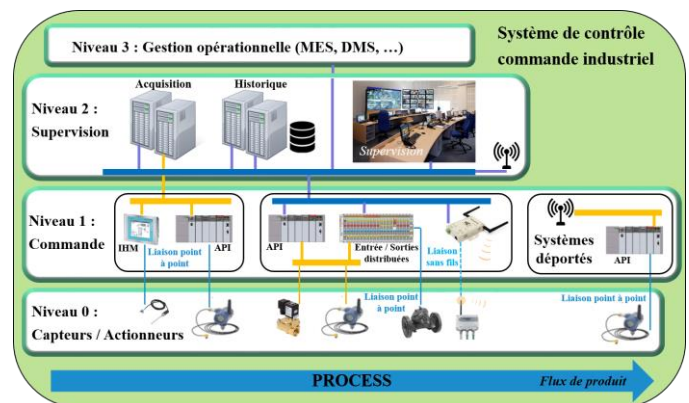 Niveau 3 : Gestion opérationnelle (MES, DMS, …)
Système de contrôle
commande industriel
Niveau 2 :
Supervision
Acquisition
Historique
Supervision
Niveau 1 :
Commande
IHM
API
Liaison point
à point
API
Entrée / Sorties
distribuées
Liaison
sans fils
Systèmes
déportés
API
Niveau 0 :
Capteurs / Actionneurs
Liaison point
à point
Liaison point à point
PROCESS
Flux de produit